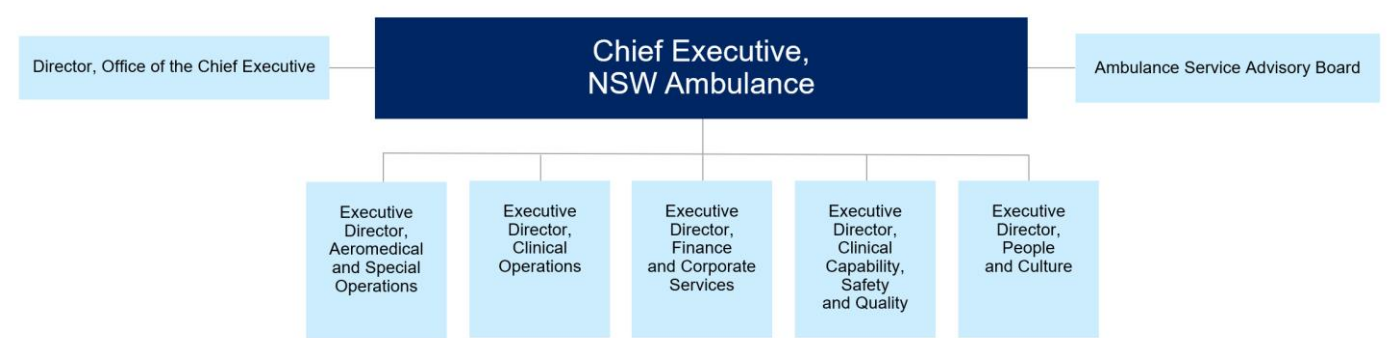 Chief Executive,
NSW Ambulance
Director, Office of the Chief Executive
Ambulance Service Advisory Board
Executive
Director,
Aeromedical
and Special
Operations
Executive
Director,
Clinical
Operations
Executive
Director,
Finance
and Corporate
Services
Executive
Director,
Clinical
Capability,
Safety
and Quality
Executive
Director,
People
and Culture